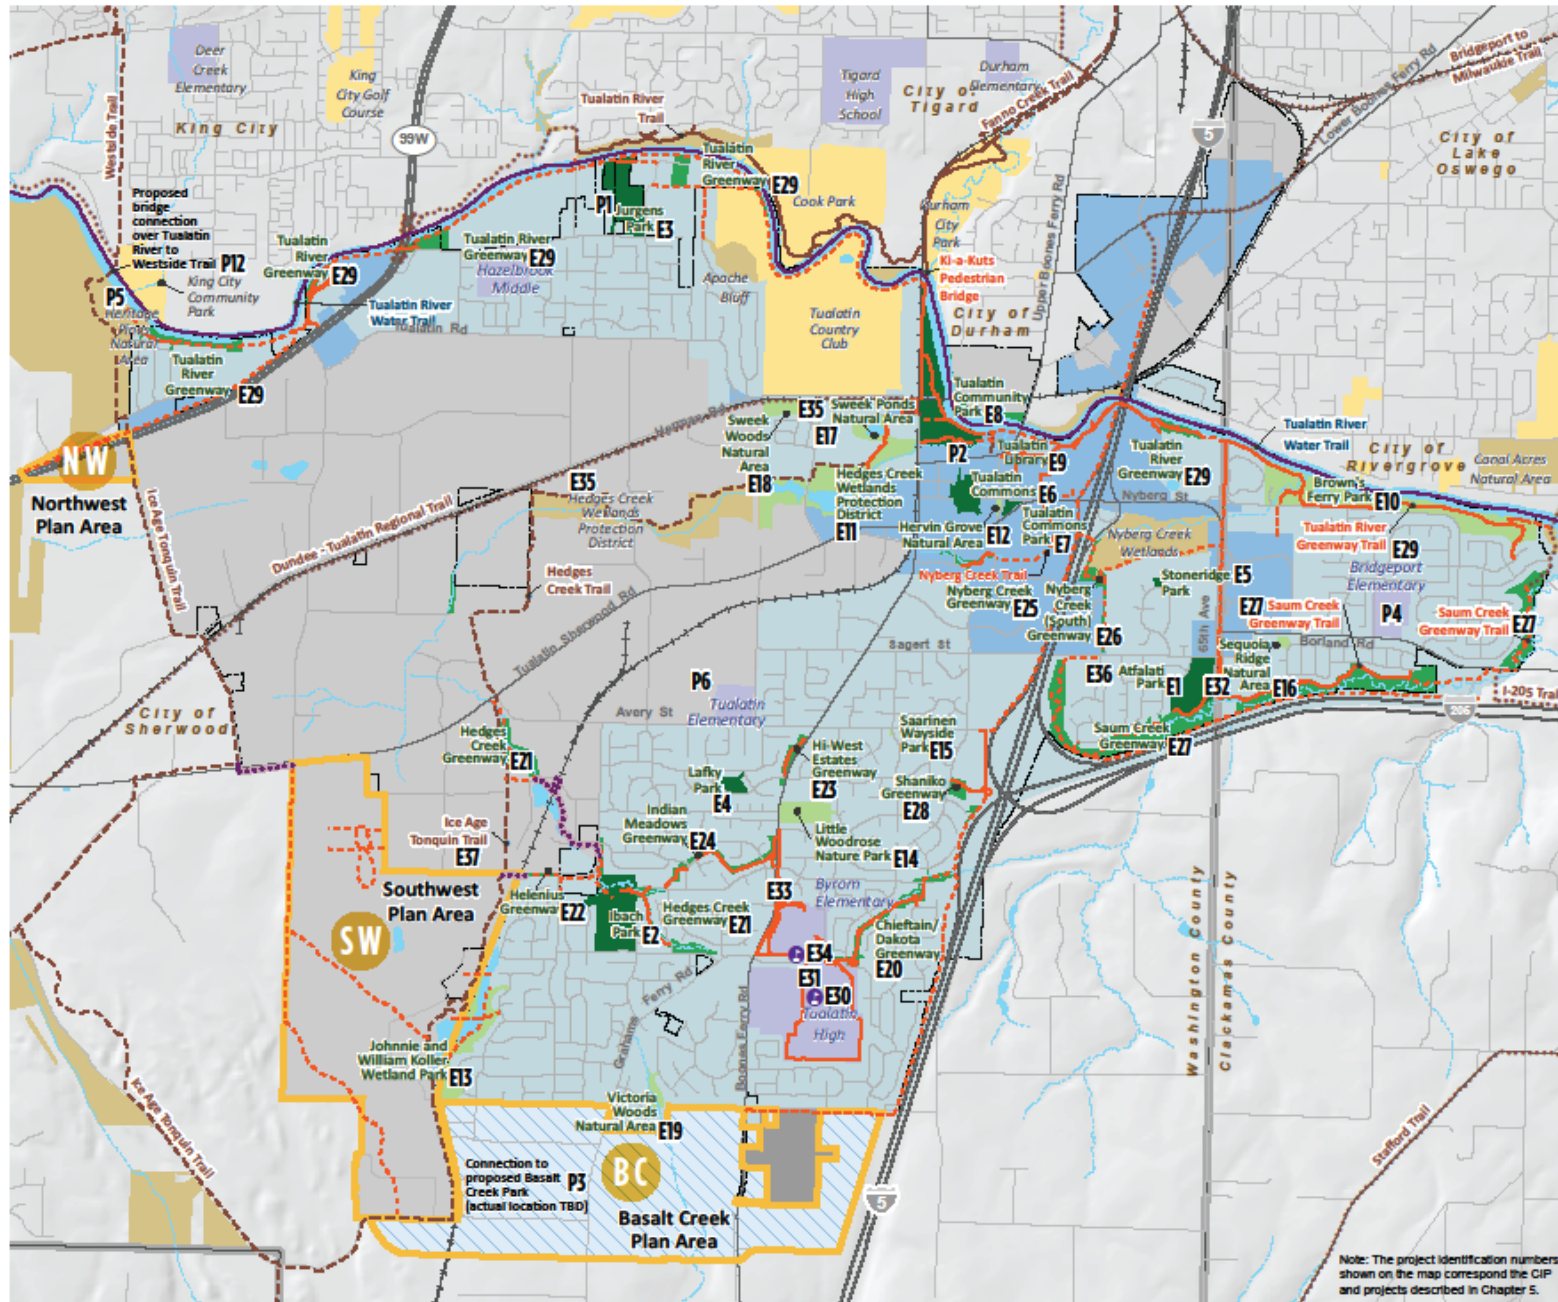 Deer
Creek
Elementary
King
City Golf
Course
King City
99W
Westside Trail
Tualatin River
Trail
Tigard
High
School
Durham
Elementary
City of
Tigard
Fanno Creek Trail
5
Lower Boones Ferry Rd
Bridgeport to
Milwaukie Trail
City of
Lake
Oswego
Proposed
bridge
connection
over Tualatin
River to
Westside Trail
P12
King City
Community
Park
P5
Heritage
Pine
Natural
Area
Tualatin
River
Greenway
E29
Tualatin River
Water Trail
Tualatin Rd
Tualatin
River
Greenway
E29
Tualatin River
Greenway
E29
Hazelbrook
Middle
P1
Jurgens
Park
E3
Tualatin
River
Greenway
E29
Cook Park
Apache
Bluff
Tualatin
Country
Club
Durham
City
Park
Ki-a-Kuts
Pedestrian
Bridge
City of
Durham
Upper Boones Ferry Rd
NW
Northwest
Plan Area
Ice Age Tonquin Trail
Dundee - Tualatin Regional Trail
Herman Rd
E35
Hedges Creek
Wetlands
Protection
District
Hedges
Creek Trail
Tualatin Sherwood Rd
Sweek
Woods
Natural
Area
E18
E35
E17
Sweek Ponds
Natural Area
Hedges Creek
Wetlands
Protection
District
E11
Tualatin
Community
Park
E8
P2
Tualatin
Library
E9
Tualatin
Commons
E6
Hervin Grove
Natural Area
E12
Tualatin
Commons
Park
E7
Nyberg Creek Trail
Nyberg Creek
Greenway
E25
Nyberg
Creek
(South)
Greenway
E26
Tualatin
River
Greenway
E29
Nyberg St
Nyberg Creek
Wetlands
Stoneridge
Park
E5
65th Ave
Tualatin River
Water Trail
City of
Rivergrove
Canal Acres
Natural Area
Brown's
Ferry Park
E10
Tualatin River
Greenway Trail
E29
Bridgeport
Elementary
P4
E27
Saum Creek
Greenway Trail
Saum Creek
Greenway Trail
E27
Borland Rd
Sequoia
Ridge
Natural
Area
E16
E36
Atfalati
Park
E1
E32
Saum Creek
Greenway
E27
I-205 Trail
205
Sagert St
P6
Tualatin
Elementary
Avery St
City of
Sherwood
Hedges
Creek
Greenway
E21
Lafky
Park
E4
Hi-West
Estates
Greenway
E23
Saarinen
Wayside
Park
E15
Shaniko
Greenway
E28
Indian
Meadows
Greenway
E24
Little
Woodrose
Nature Park
E14
Ice Age
Tonquin Trail
E37
Southwest
Plan Area
SW
Helenius
Greenway
E22
Ibach
Park
E2
Hedges Creek
Greenway
E21
E33
Byrom
Elementary
E34
E31
E30
Tualatin
High
Chieftain/
Dakota
Greenway
E20
Grahams Ferry Rd
Boones Ferry Rd
Washington County
Clackamas County
Johnnie and
William Koller
Wetland Park
E13
Victoria
Woods
Natural Area
E19
Ice Age Tonquin Trail
Connection to
proposed Basalt
Creek Park
(actual location TBD)
P3
BC
Basalt Creek
Plan Area
5
Stafford Trail
Note: The project identification numbers
shown on the map correspond the CIP
and projects described in Chapter 5.